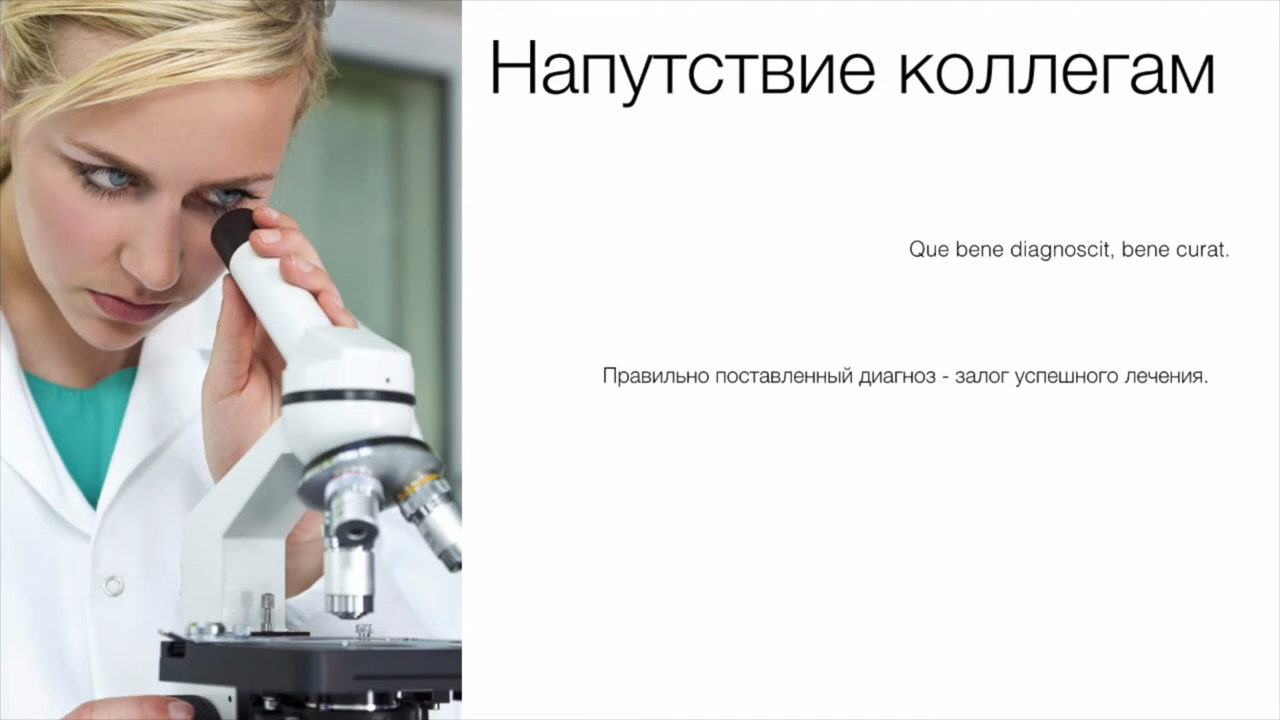 Напутствие коллегам
Que bene diagnoscit, bene curat.
Правильно поставленный диагноз - залог успешного лечения.